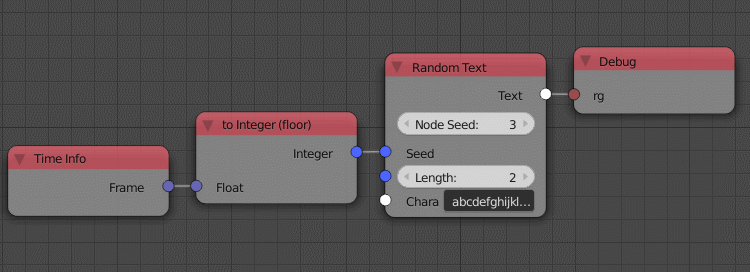 Time Info
Frame
to Integer (floor)
Integer
Float
Random Text
Text
Node Seed: 3
Seed
Length: 2
Chara abcdefghijkl...
Debug
rg